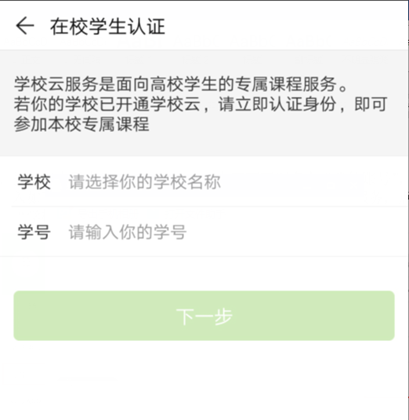 在校学生认证
学校云服务是面向高校学生的专属课程服务。
若你的学校已开通学校云，请立即认证身份，即可
参加本校专属课程
学校 请选择你的学校名称
学号 请输入你的学号
下一步